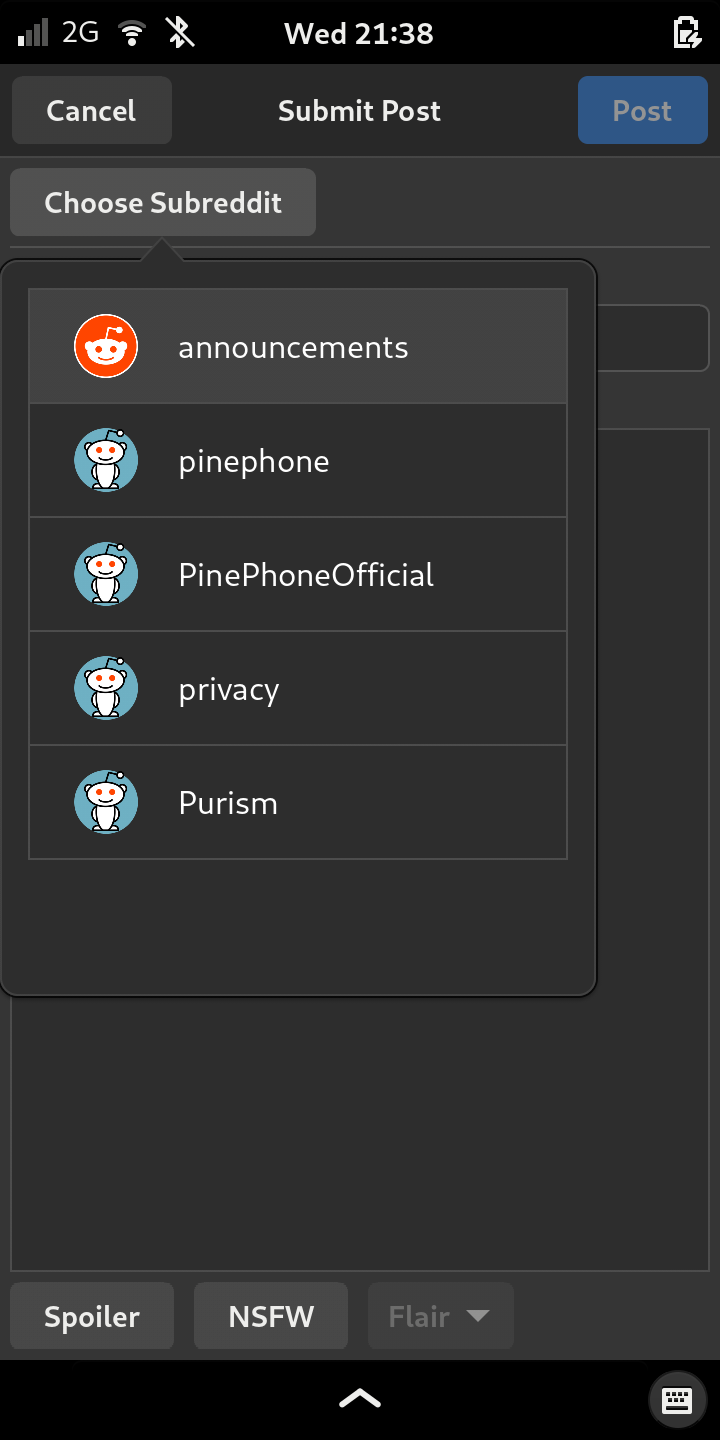 2G Wed 21:38
Cancel Submit Post Post
Choose Subreddit
announcements
pinephone
PinePhoneOfficial
privacy
Purism
Spoiler NSFW Flair